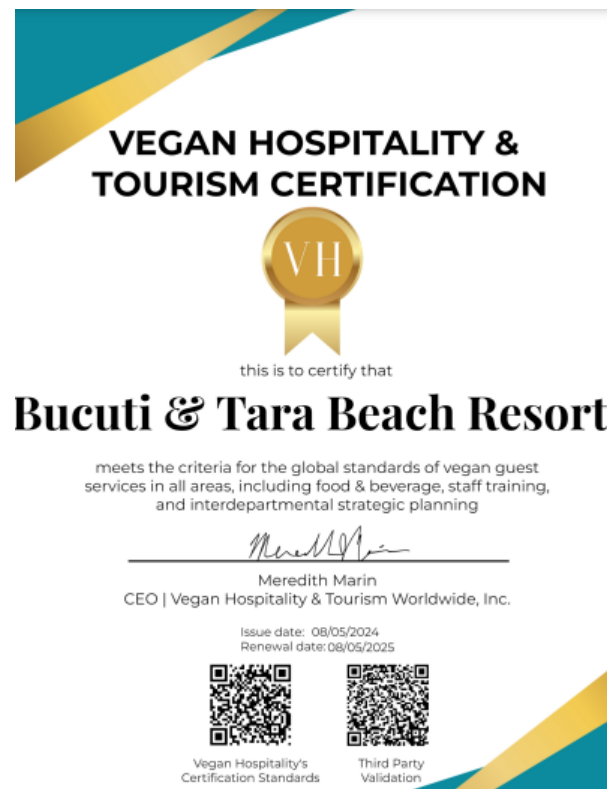 VEGAN HOSPITALITY &
TOURISM CERTIFICATION
VH
this is to certify that
Bucuti & Tara Beach Resort
meets the criteria for the global standards of vegan guest
services in all areas, including food & beverage, staff training,
and interdepartmental strategic planning
Meredith Marin
CEO | Vegan Hospitality & Tourism Worldwide, Inc.
Issue date: 08/05/2024
Renewal date: 08/05/2025
Vegan Hospitality's
Certification Standards
Third Party
Validation